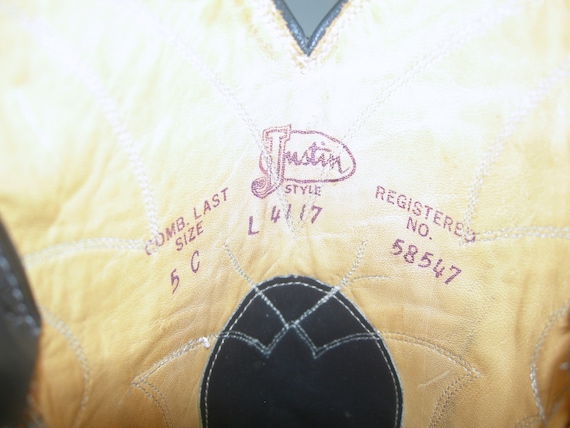 Justin
STYLE
L 4117
COMB. LAST
SIZE
5 C
REGISTERED
NO.
58547